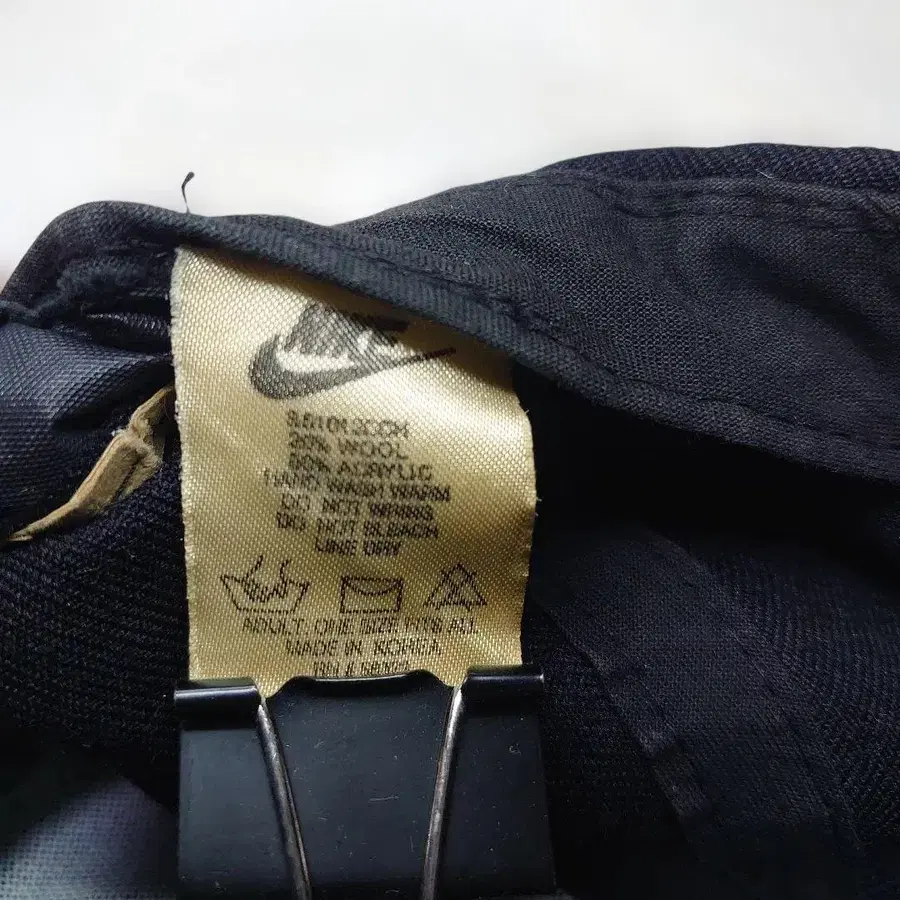 NIKE
20% WOOL
80% ACRYLIC
HAND WASH WARM
DO NOT WRING
DO NOT BLEACH
LINE DRY
ADULT ONE SIZE FITS ALL
MADE IN KOREA